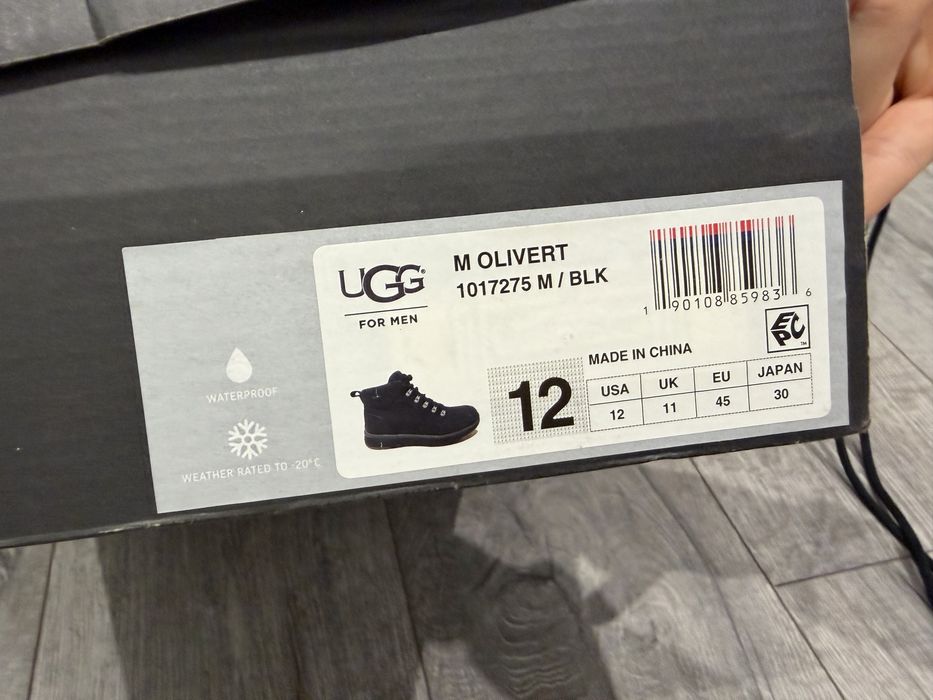 UGG®
FOR MEN
M OLIVERT
1017275 M / BLK
1 90108 85983 6
EPC™
MADE IN CHINA
12
USA UK EU JAPAN
12 11 45 30
WATERPROOF
WEATHER RATED TO -20°C